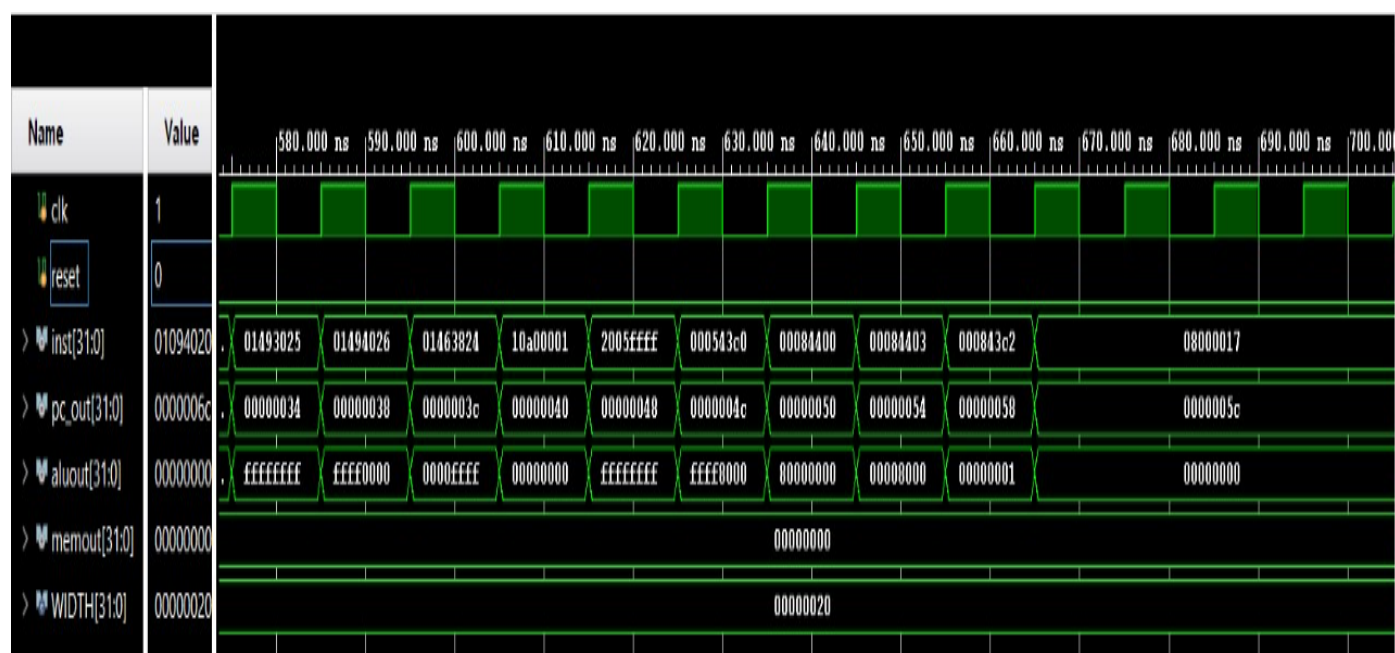 Name Value
580.000 ns 590.000 ns 600.000 ns 610.000 ns 620.000 ns 630.000 ns 640.000 ns 650.000 ns 660.000 ns 670.000 ns 680.000 ns 690.000 ns 700.00
clk 1
reset 0
inst[31:0] 01094020 01493025 01494026 01463824 10a00001 2005ffff 000543c0 00084400 00084403 000843c2 08000017
pc_out[31:0] 0000006c 00000034 00000038 0000003c 00000040 00000048 0000004c 00000050 00000054 00000058 0000005c
aluout[31:0] 00000000 ffffffff ffff0000 0000ffff 00000000 ffffffff ffff8000 80000000 00008000 00000001 00000000
memout[31:0] 00000000 00000000
WIDTH[31:0] 00000020 00000020